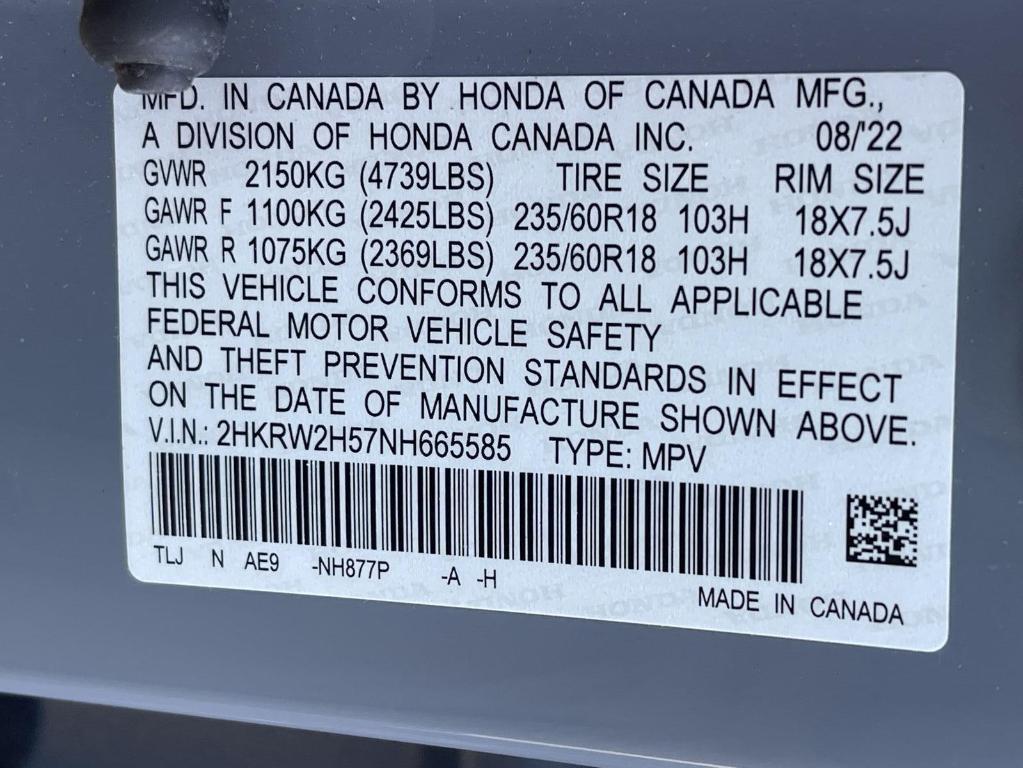 MFD. IN CANADA BY HONDA OF CANADA MFG.,
A DIVISION OF HONDA CANADA INC. 08/'22
GVWR 2150KG (4739LBS) TIRE SIZE RIM SIZE
GAWR F 1100KG (2425LBS) 235/60R18 103H 18X7.5J
GAWR R 1075KG (2369LBS) 235/60R18 103H 18X7.5J
THIS VEHICLE CONFORMS TO ALL APPLICABLE
FEDERAL MOTOR VEHICLE SAFETY
AND THEFT PREVENTION STANDARDS IN EFFECT
ON THE DATE OF MANUFACTURE SHOWN ABOVE.
V.I.N.: 2HKRW2H57NH665585 TYPE: MPV
TLJ N AE9 -NH877P -A -H
MADE IN CANADA